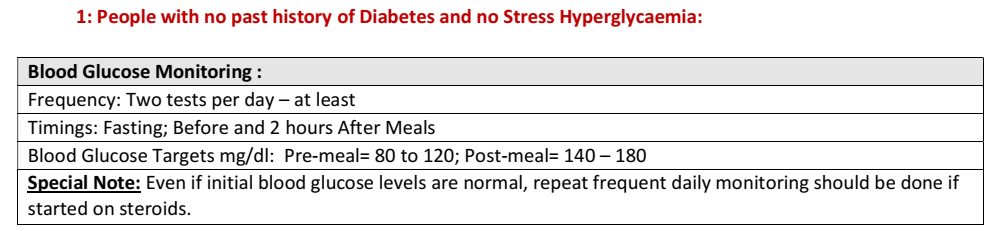 1: People with no past history of Diabetes and no Stress Hyperglycaemia:
Blood Glucose Monitoring :
Frequency: Two tests per day – at least
Timings: Fasting; Before and 2 hours After Meals
Blood Glucose Targets mg/dl:  Pre-meal= 80 to 120; Post-meal= 140 – 180
Special Note: Even if initial blood glucose levels are normal, repeat frequent daily monitoring should be done if
started on steroids.